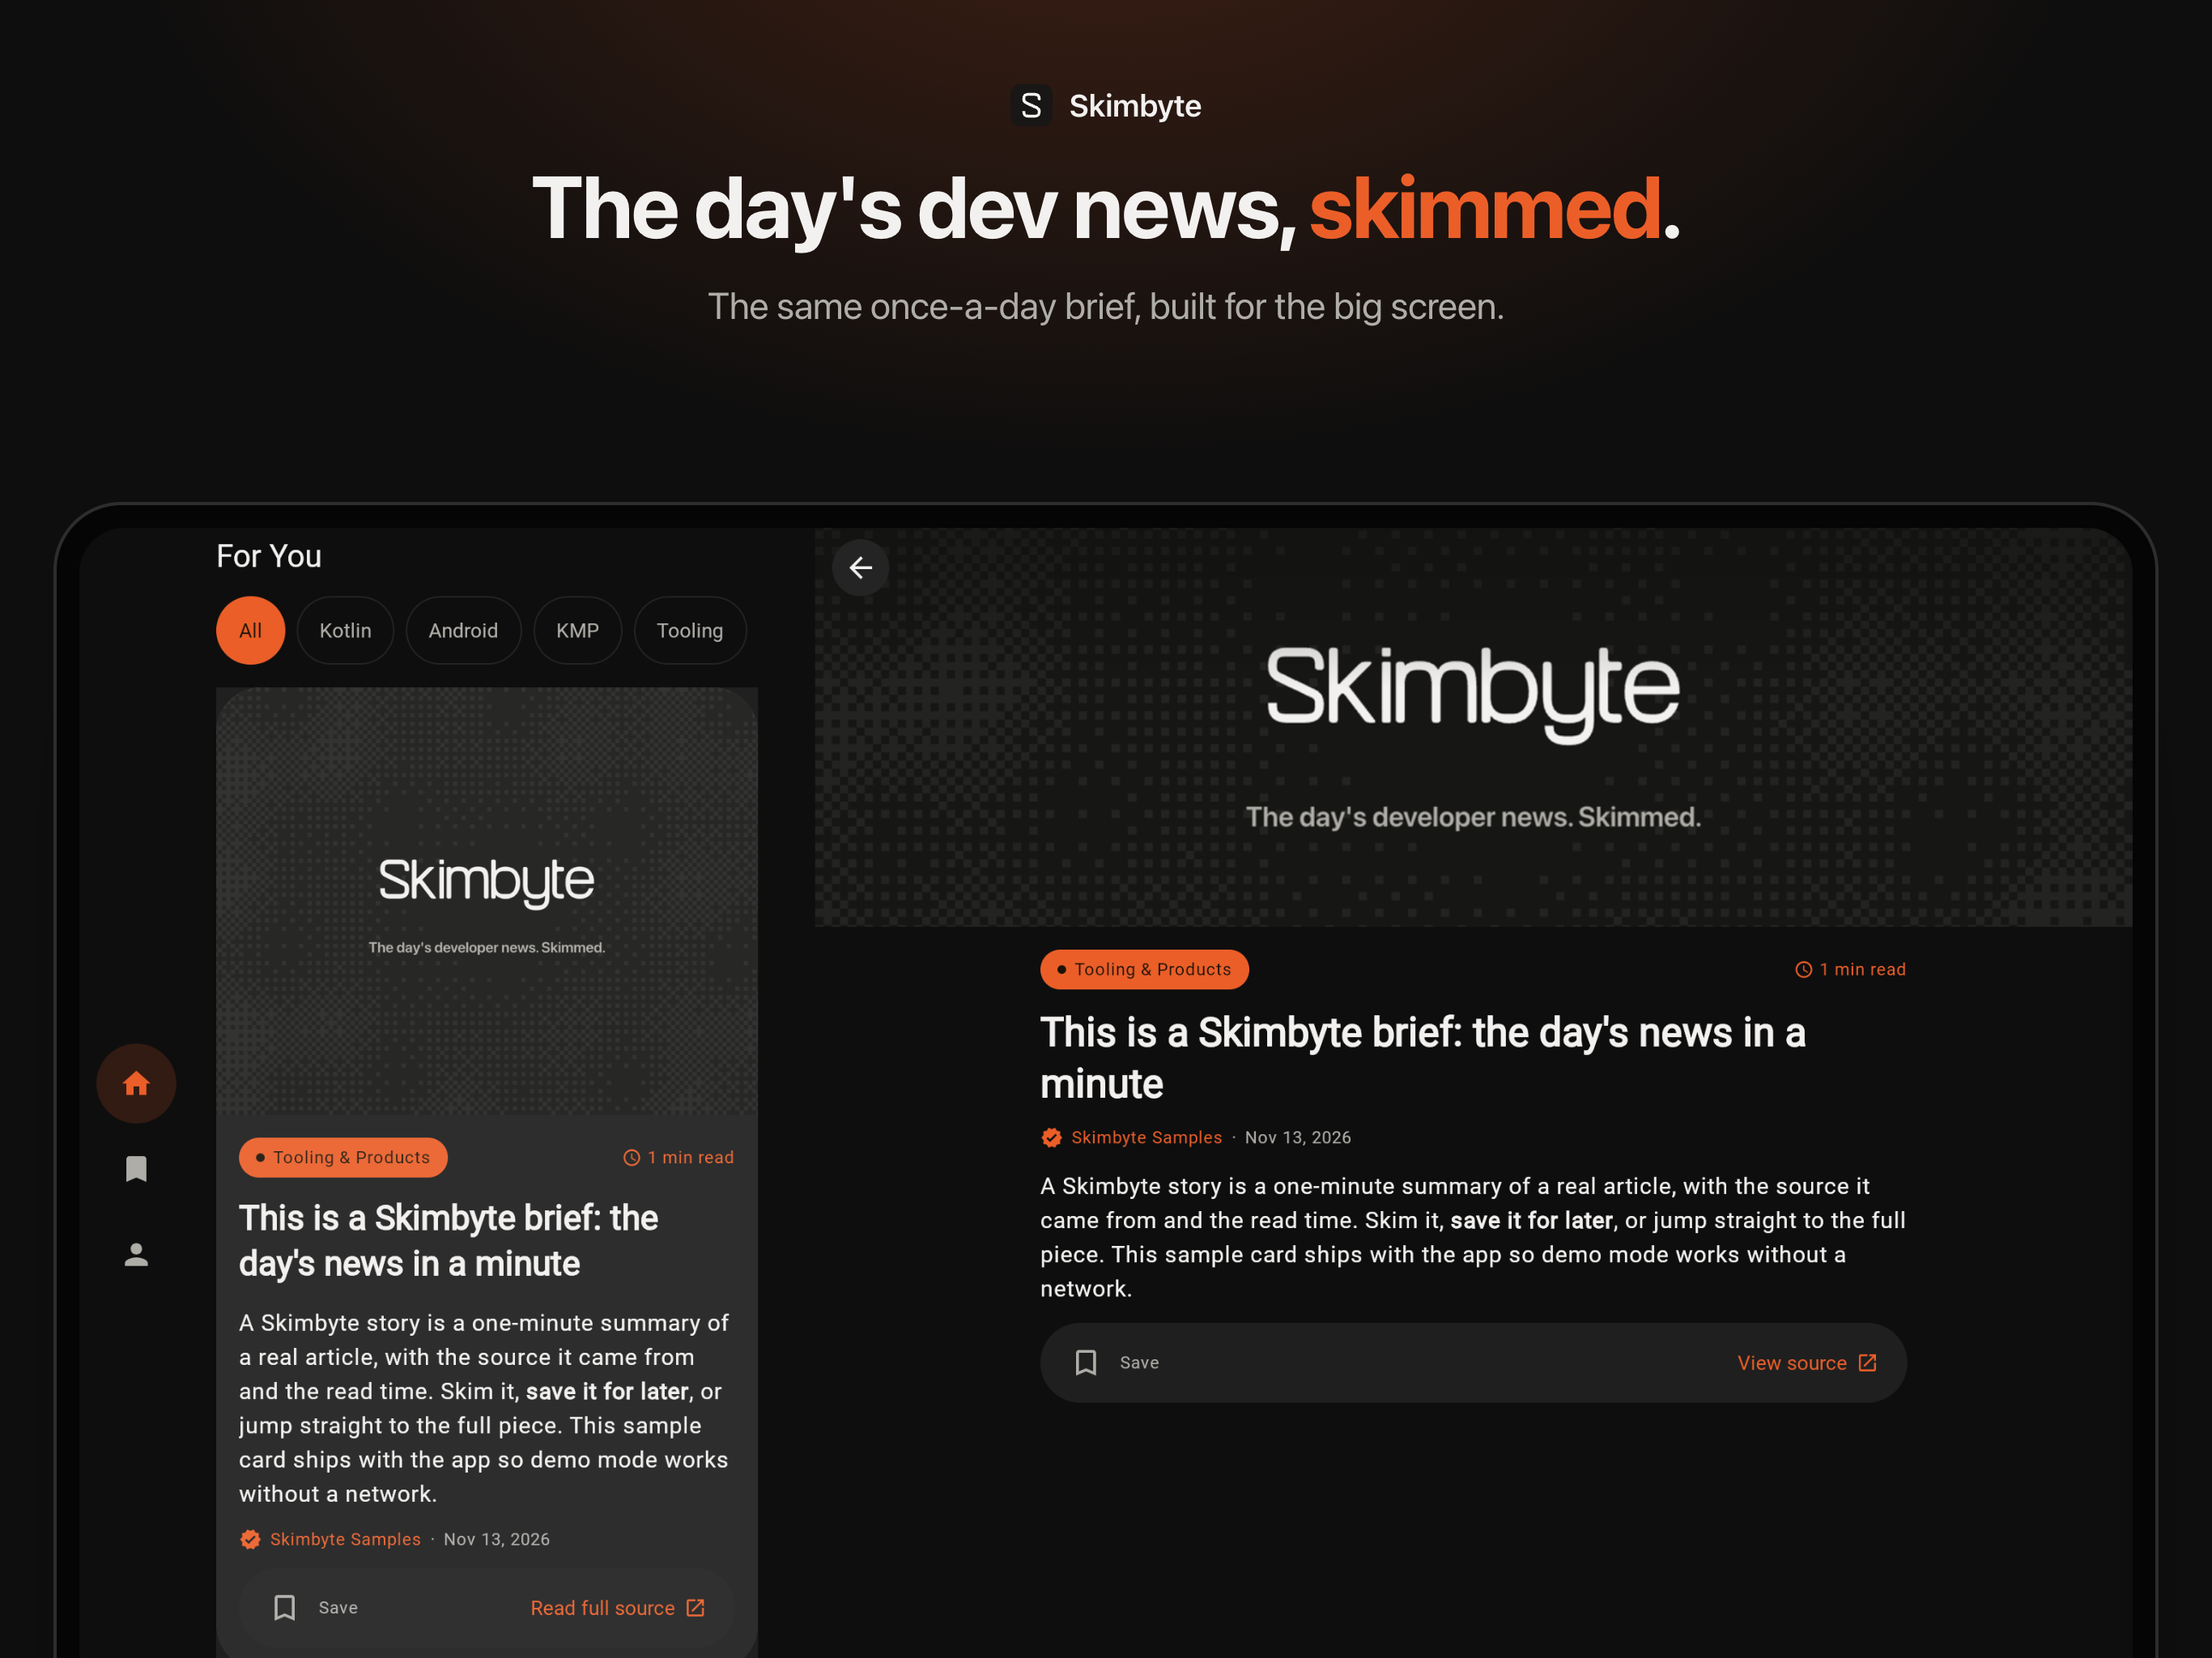 S Skimbyte
The day's dev news, skimmed.
The same once-a-day brief, built for the big screen.
For You
All
Kotlin
Android
KMP
Tooling
Skimbyte
The day's developer news. Skimmed.
Tooling & Products
1 min read
This is a Skimbyte brief: the
day's news in a minute
A Skimbyte story is a one-minute summary of
a real article, with the source it came from
and the read time. Skim it, save it for later, or
jump straight to the full piece. This sample
card ships with the app so demo mode works
without a network.
Skimbyte Samples · Nov 13, 2026
Save
Read full source
Skimbyte
The day's developer news. Skimmed.
Tooling & Products
1 min read
This is a Skimbyte brief: the day's news in a
minute
Skimbyte Samples · Nov 13, 2026
A Skimbyte story is a one-minute summary of a real article, with the source it
came from and the read time. Skim it, save it for later, or jump straight to the full
piece. This sample card ships with the app so demo mode works without a
network.
Save
View source